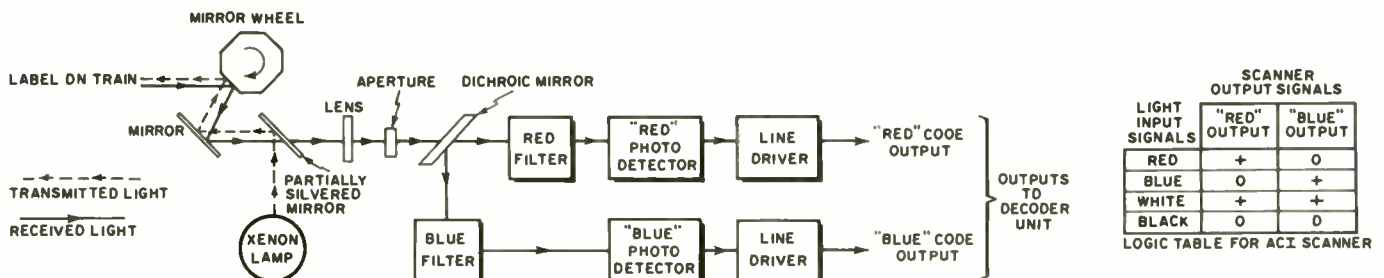 MIRROR WHEEL
LABEL ON TRAIN
MIRROR
TRANSMITTED LIGHT
RECEIVED LIGHT
XENON
LAMP
PARTIALLY
SILVERED
MIRROR
LENS
APERTURE
DICHROIC MIRROR
RED
FILTER
"RED"
PHOTO
DETECTOR
LINE
DRIVER
"RED" CODE
OUTPUT
BLUE
FILTER
"BLUE"
PHOTO
DETECTOR
LINE
DRIVER
"BLUE" CODE
OUTPUT
OUTPUTS
TO
DECODER
UNIT
SCANNER
OUTPUT SIGNALS
LIGHT
INPUT
SIGNALS
"RED"
OUTPUT
"BLUE"
OUTPUT
RED + 0
BLUE 0 +
WHITE + +
BLACK 0 0
LOGIC TABLE FOR ACI SCANNER